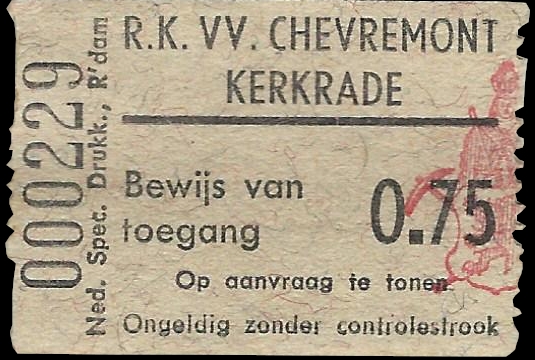 R.K. VV. CHEVREMONT
KERKRADE
Bewijs van
toegang
0.75
Op aanvraag te tonen
Ongeldig zonder controlestrook
000229
Ned. Spec. Drukk., R'dam